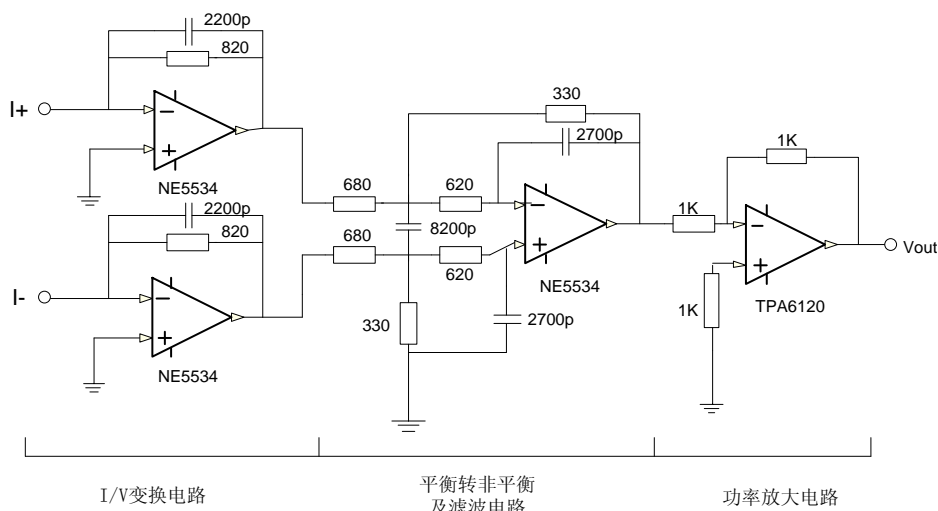 2200p
820
I+
NE5534
2200p
820
I-
NE5534
330
2700p
680
620
8200p
680
620
NE5534
330
2700p
1K
1K
Vout
1K
TPA6120
I/V变换电路
平衡转非平衡
及滤波电路
功率放大电路